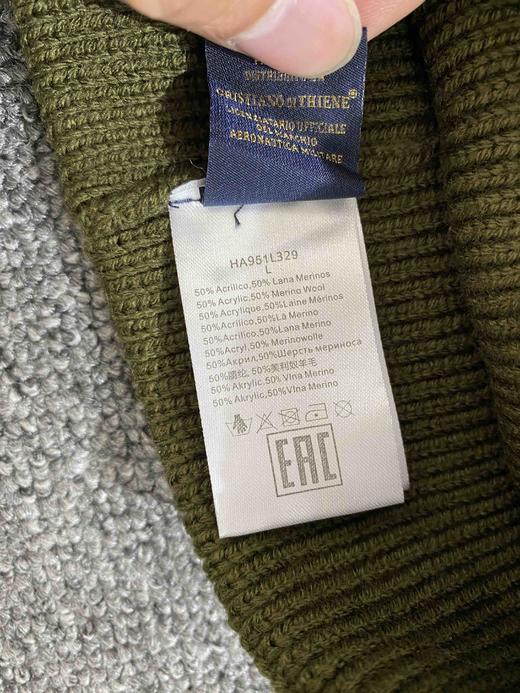 CRISTIANO DI THIENE®
LICENZIATARIO UFFICIALE
DEL MARCHIO
AERONAUTICA MILITARE
HA951L329
L
50% Acrilico,50% Lana Merinos
50% Acrylic,50% Merino Wool
50% Acrylique,50%Laine Mérinos
50% Acrilico,50%Lã Merino
50% Acrilico,50%Lana Merino
50% Acryl,50% Merinowolle
50%Акрил,50%Шерсть мериноса
50%腈纶, 50%美利奴羊毛
50% Akrylic,50%Vlna Merino
50% Akrylic,50%Vlna Merino
EAC